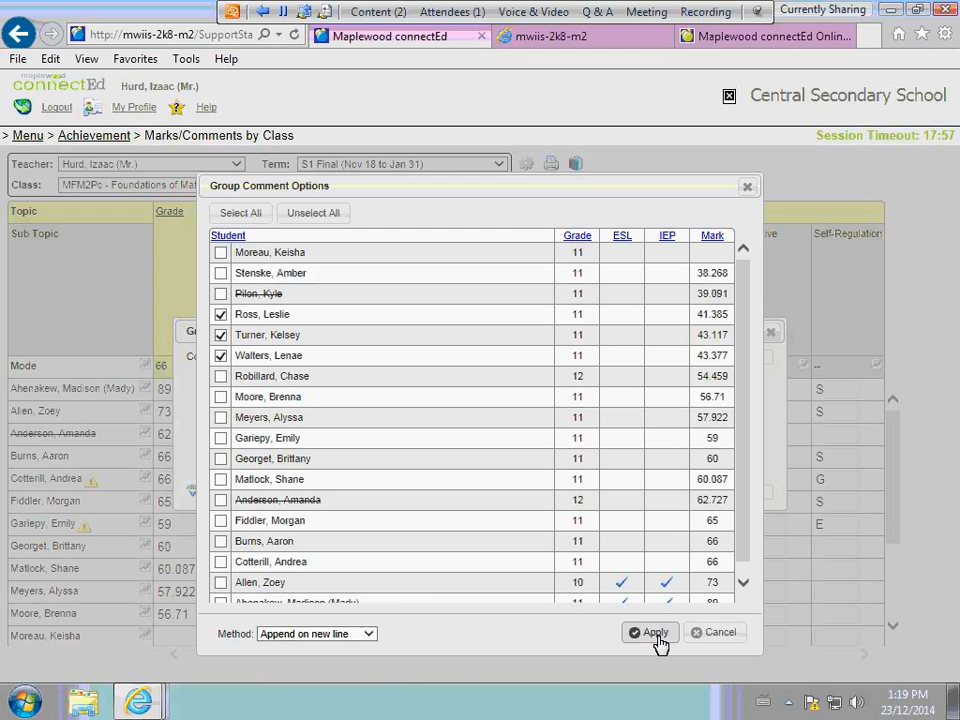 Content (2) Attendees (1) Voice & Video Q & A Meeting Recording Currently Sharing
http://mwiis-2k8-m2/SupportSta Maplewood connectEd mwiis-2k8-m2 Maplewood connectEd Onlin...
File Edit View Favorites Tools Help
maplewood
connectEd Hurd, Izaac (Mr.)
Logout My Profile Help Central Secondary School
> Menu > Achievement > Marks/Comments by Class Session Timeout: 17:57
Teacher: Hurd, Izaac (Mr.) Term: S1 Final (Nov 18 to Jan 31)
Class: MFM2Pc - Foundations of Mat
Group Comment Options
Select All Unselect All
Topic Grade
Sub Topic Self-Regulation
Student Grade ESL IEP Mark
Moreau, Keisha 11
Stenske, Amber 11 38.268
Pilon, Kyle 11 39.091
Ross, Leslie 11 41.385
Turner, Kelsey 11 43.117
Walters, Lenae 11 43.377
Robillard, Chase 12 54.459
Moore, Brenna 11 56.71
Meyers, Alyssa 11 57.922
Gariepy, Emily 11 59
Georget, Brittany 11 60
Matlock, Shane 11 60.087
Anderson, Amanda 12 62.727
Fiddler, Morgan 11 65
Burns, Aaron 11 66
Cotterill, Andrea 11 66
Allen, Zoey 10 73
Ahenakew, Madison (Mady) 11 89
Mode 66 --
Ahenakew, Madison (Mady) 89 S
Allen, Zoey 73 S
Anderson, Amanda 62
Burns, Aaron 66 S
Cotterill, Andrea 66 G
Fiddler, Morgan 65 S
Gariepy, Emily 59 E
Georget, Brittany 60
Matlock, Shane 60.087
Meyers, Alyssa 57.922
Moore, Brenna 56.71
Moreau, Keisha
Method: Append on new line Apply Cancel
1:19 PM
23/12/2014